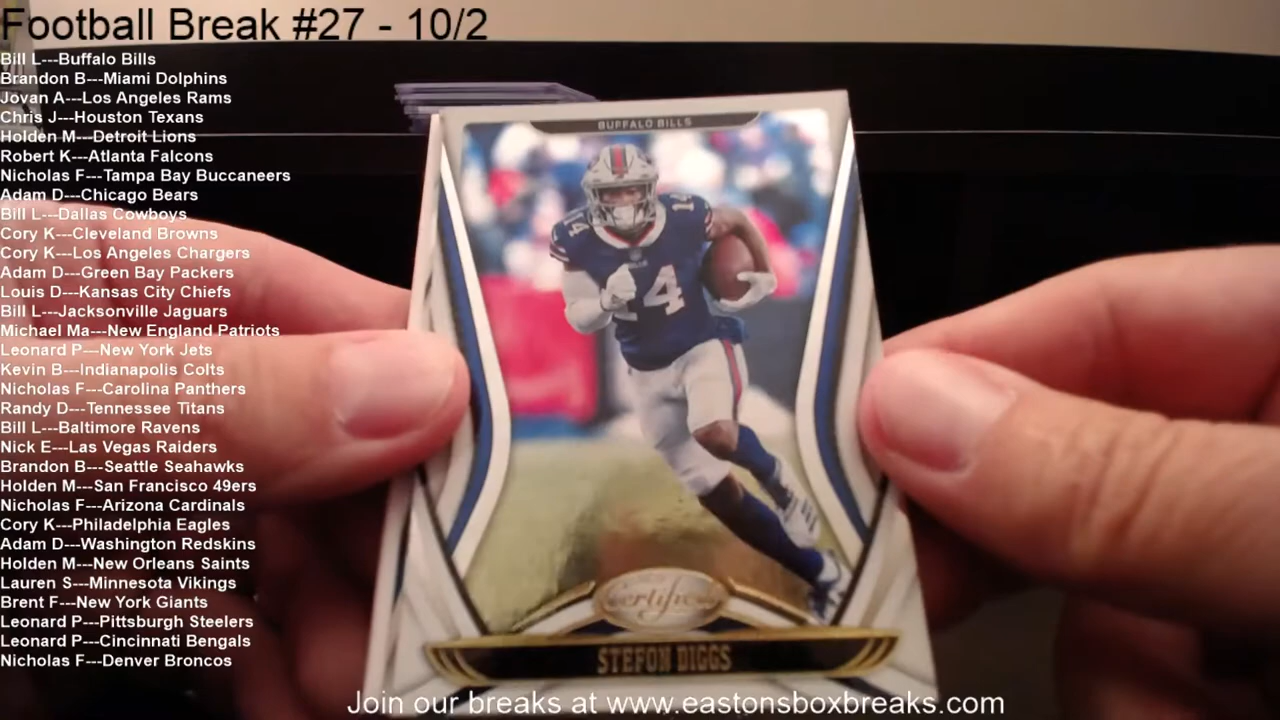 Football Break #27 - 10/2
Bill L---Buffalo Bills
Brandon B---Miami Dolphins
Jovan A---Los Angeles Rams
Chris J---Houston Texans
Holden M---Detroit Lions
Robert K---Atlanta Falcons
Nicholas F---Tampa Bay Buccaneers
Adam D---Chicago Bears
Bill L---Dallas Cowboys
Cory K---Cleveland Browns
Cory K---Los Angeles Chargers
Adam D---Green Bay Packers
Louis D---Kansas City Chiefs
Bill L---Jacksonville Jaguars
Michael Ma---New England Patriots
Leonard P---New York Jets
Kevin B---Indianapolis Colts
Nicholas F---Carolina Panthers
Randy D---Tennessee Titans
Bill L---Baltimore Ravens
Nick E---Las Vegas Raiders
Brandon B---Seattle Seahawks
Holden M---San Francisco 49ers
Nicholas F---Arizona Cardinals
Cory K---Philadelphia Eagles
Adam D---Washington Redskins
Holden M---New Orleans Saints
Lauren S---Minnesota Vikings
Brent F---New York Giants
Leonard P---Pittsburgh Steelers
Leonard P---Cincinnati Bengals
Nicholas F---Denver Broncos
BUFFALO BILLS
14
14
14
Certified
STEFON DIGGS
Join our breaks at www.eastonsboxbreaks.com